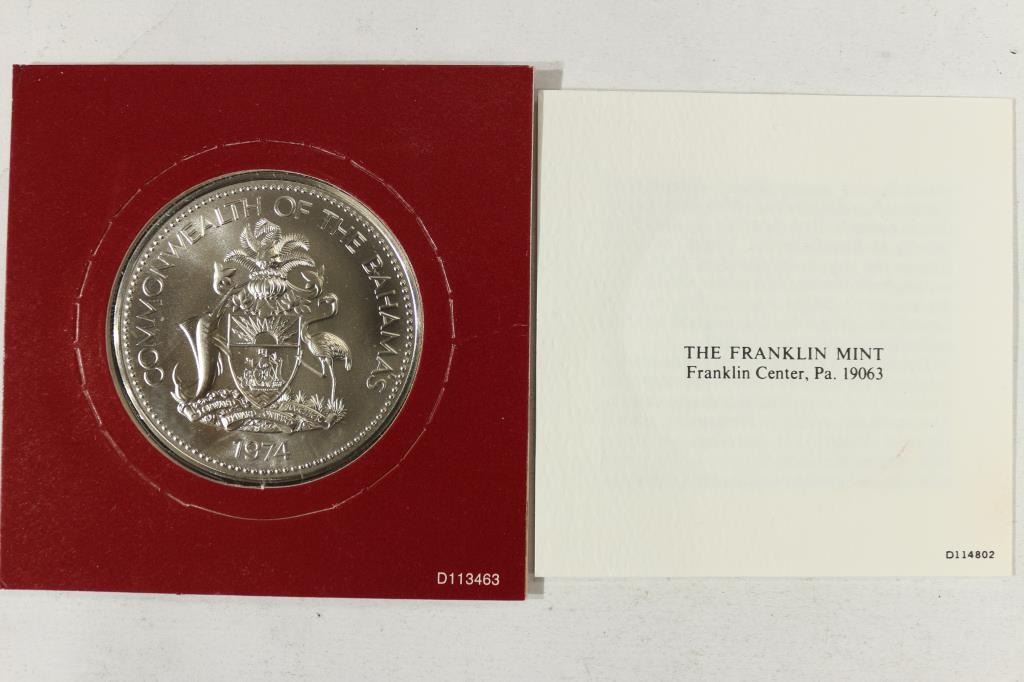 COMMONWEALTH OF THE BAHAMAS
1974
D113463
THE FRANKLIN MINT
Franklin Center, Pa. 19063
D114802